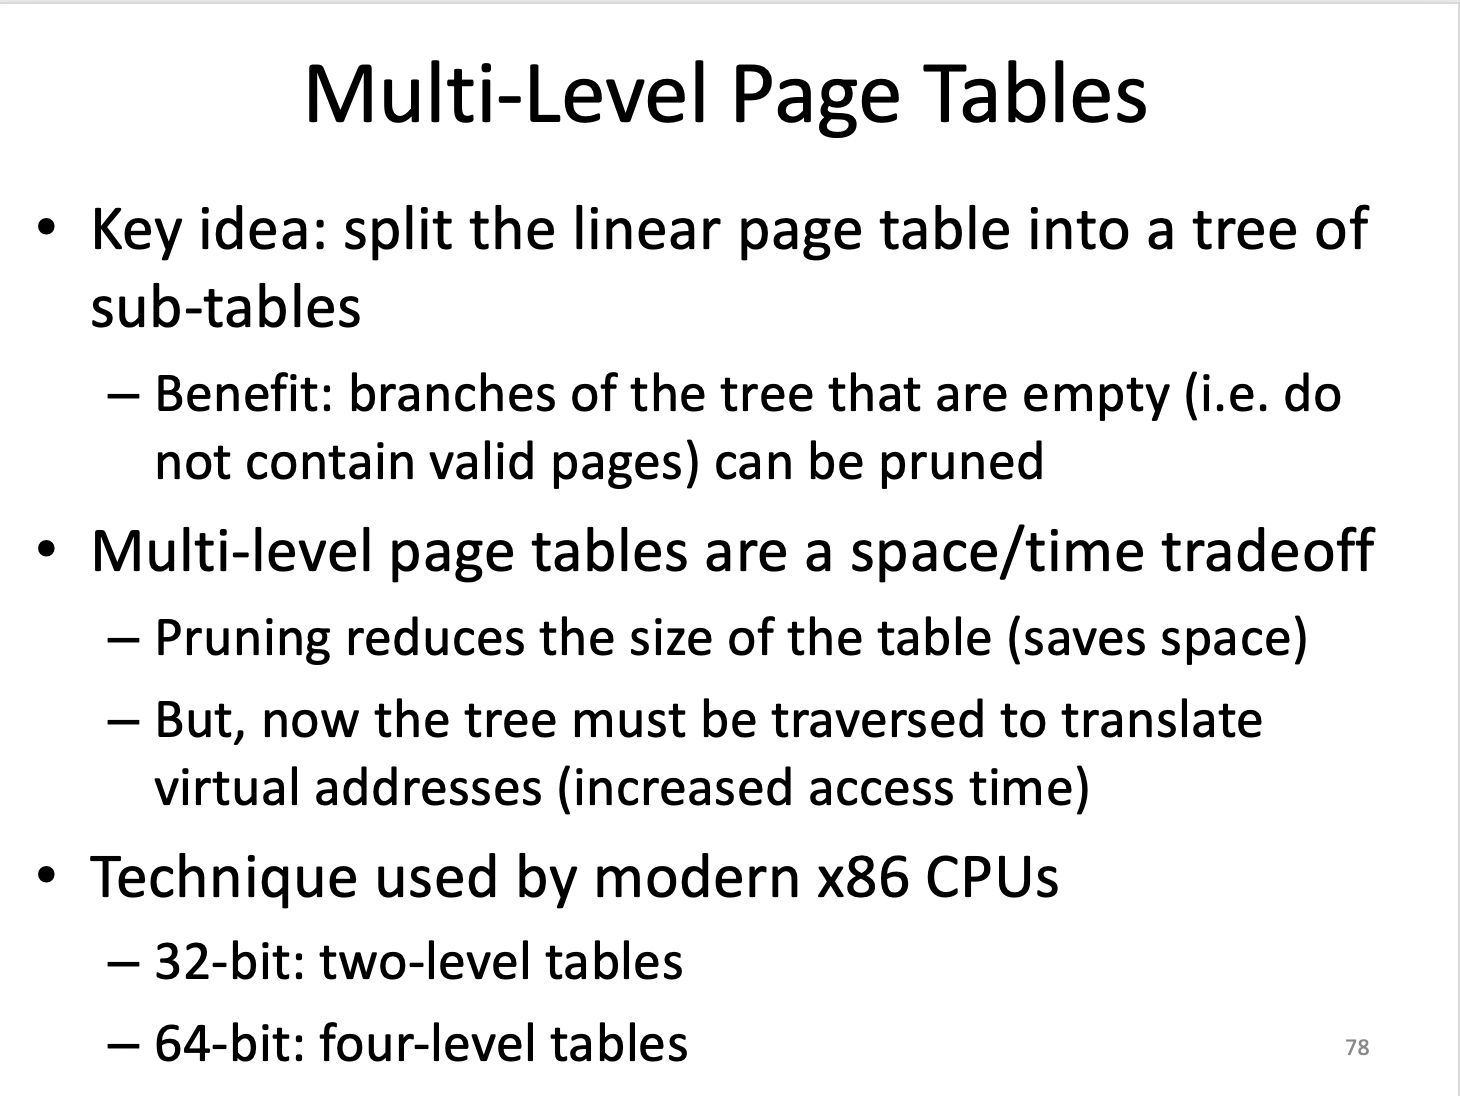 Multi-Level Page Tables
• Key idea: split the linear page table into a tree of
sub-tables
– Benefit: branches of the tree that are empty (i.e. do
not contain valid pages) can be pruned
• Multi-level page tables are a space/time tradeoff
– Pruning reduces the size of the table (saves space)
– But, now the tree must be traversed to translate
virtual addresses (increased access time)
• Technique used by modern x86 CPUs
– 32-bit: two-level tables
– 64-bit: four-level tables
78